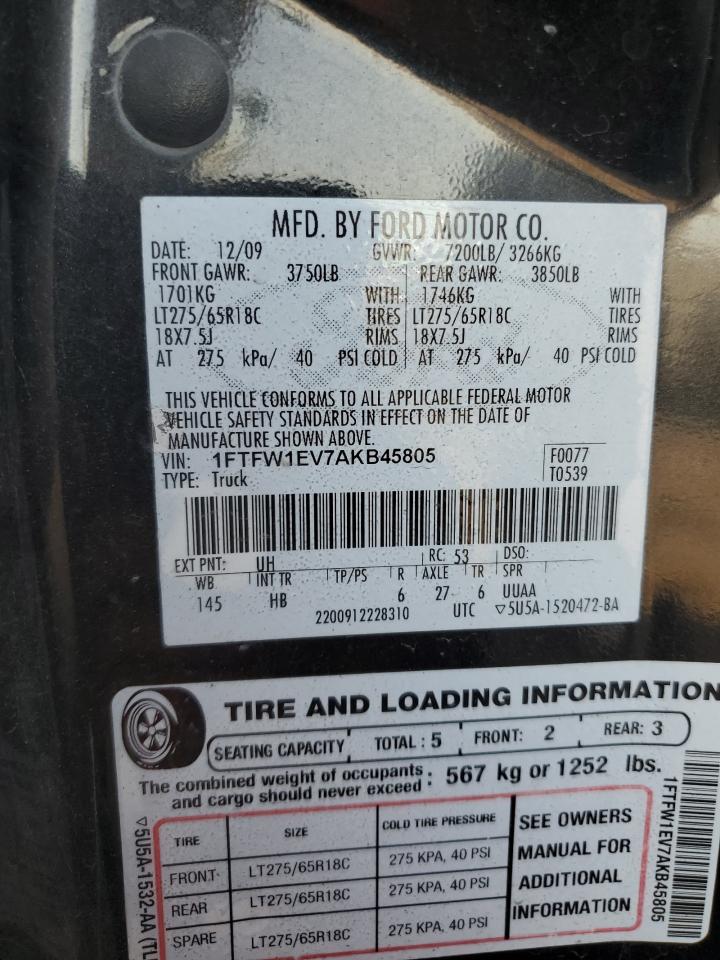 MFD. BY FORD MOTOR CO.
DATE: 12/09 GVWR: 7200LB/ 3266KG
FRONT GAWR: 3750LB REAR GAWR: 3850LB
1701KG WITH 1746KG WITH
LT275/65R18C TIRES LT275/65R18C TIRES
18X7.5J RIMS 18X7.5J RIMS
AT 275 kPa/ 40 PSI COLD AT 275 kPa/ 40 PSI COLD
THIS VEHICLE CONFORMS TO ALL APPLICABLE FEDERAL MOTOR
VEHICLE SAFETY STANDARDS IN EFFECT ON THE DATE OF
MANUFACTURE SHOWN ABOVE.
VIN: 1FTFW1EV7AKB45805 F0077
TYPE: Truck T0539
EXT PNT: UH RC: 53 DSO:
WB INT TR TP/PS R AXLE TR SPR
145 HB 6 27 6 UUAA
2200912228310 UTC ▽5U5A-1520472-BA
TIRE AND LOADING INFORMATION
SEATING CAPACITY TOTAL: 5 FRONT: 2 REAR: 3
The combined weight of occupants
and cargo should never exceed : 567 kg or 1252 lbs.
TIRE SIZE COLD TIRE PRESSURE
FRONT LT275/65R18C 275 KPA, 40 PSI
REAR LT275/65R18C 275 KPA, 40 PSI
SPARE LT275/65R18C 275 KPA, 40 PSI
SEE OWNERS
MANUAL FOR
ADDITIONAL
INFORMATION
1FTFW1EV7AKB45805
▽5U5A-1532-AA (TL